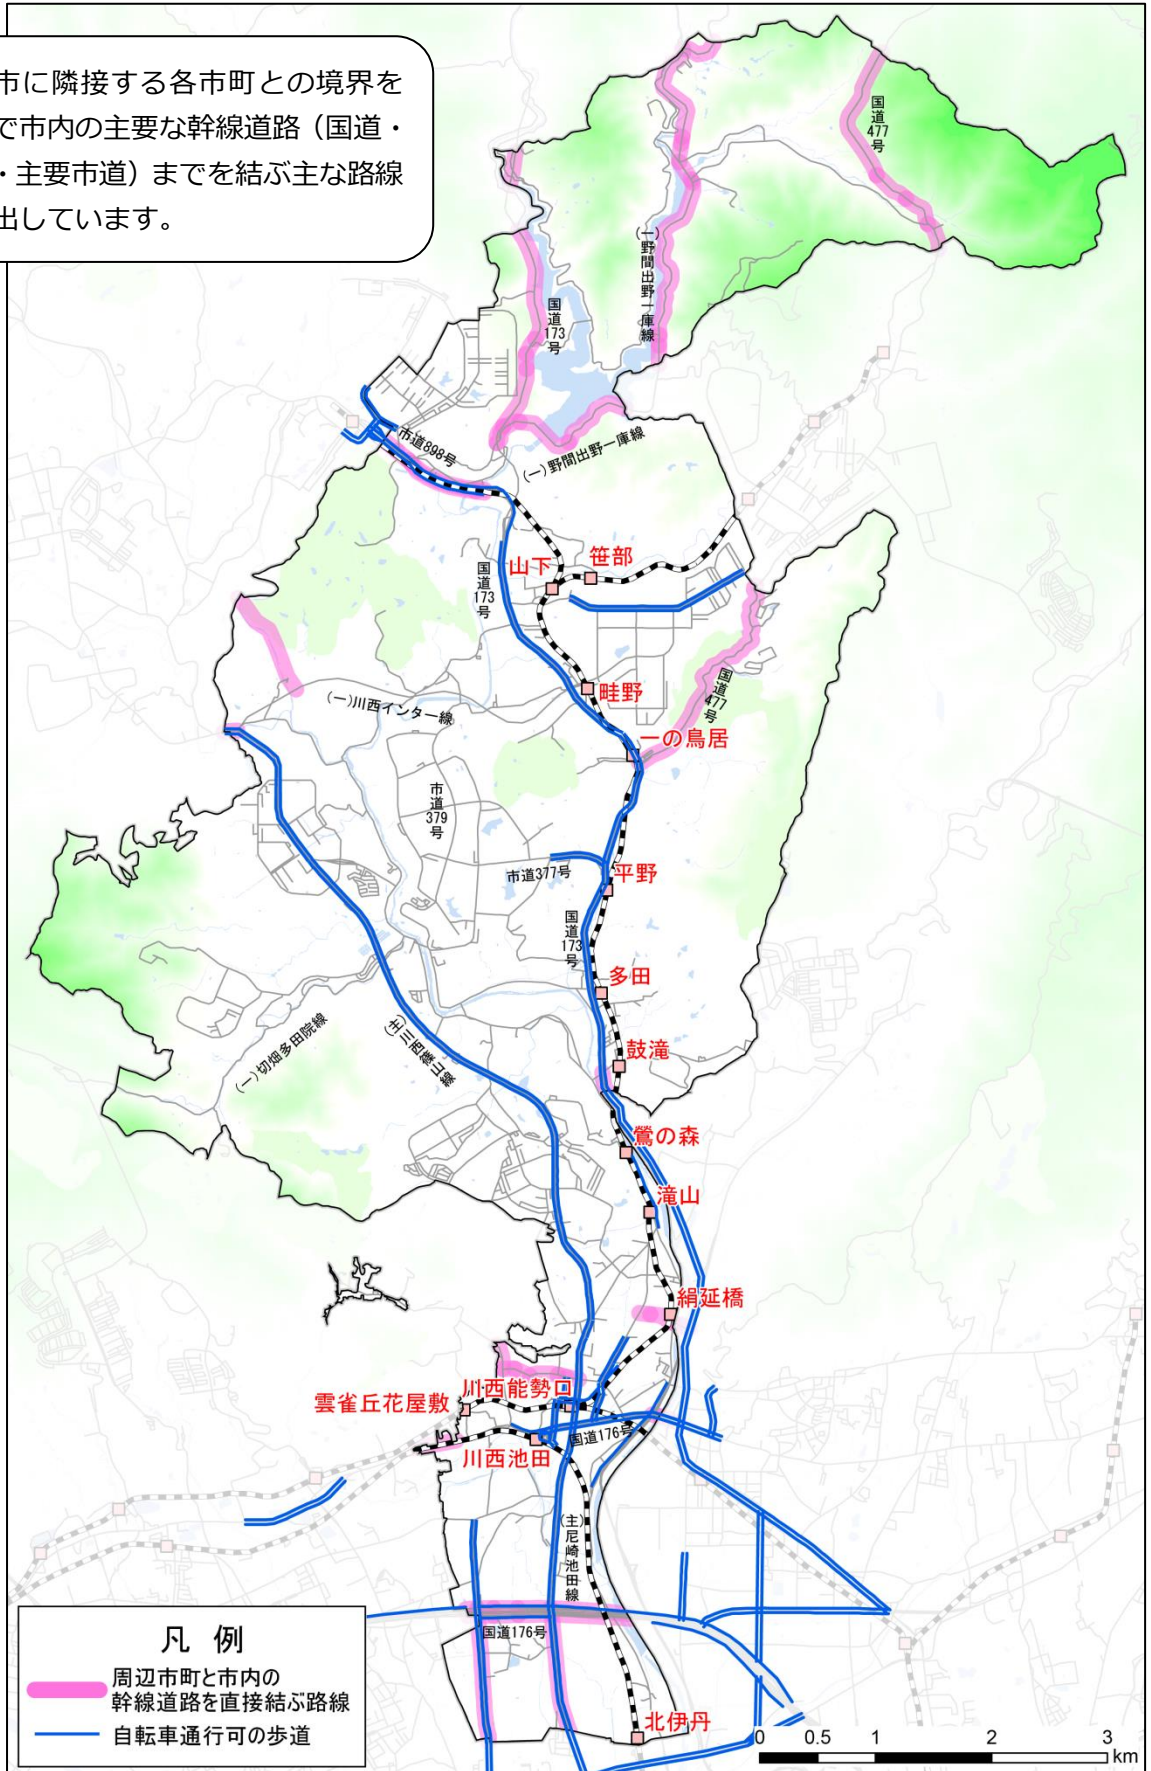 市に隣接する各市町との境界を
で市内の主要な幹線道路（国道・
・主要市道）までを結ぶ主な路線
出しています。
国道477号
(一)野間出野一庫線
国道173号
市道898号
(一)野間出野一庫線
国道173号
山下
笹部
畦野
国道477号
(一)川西インター線
一の鳥居
市道379号
市道377号
平野
国道173号
多田
(一)切畑多田院線
(主)川西篠山線
鼓滝
鶯の森
滝山
絹延橋
雲雀丘花屋敷
川西能勢口
国道176号
川西池田
(主)尼崎池田線
国道176号
北伊丹
凡 例
周辺市町と市内の
幹線道路を直接結ぶ路線
自転車通行可の歩道
0 0.5 1 2 3
km